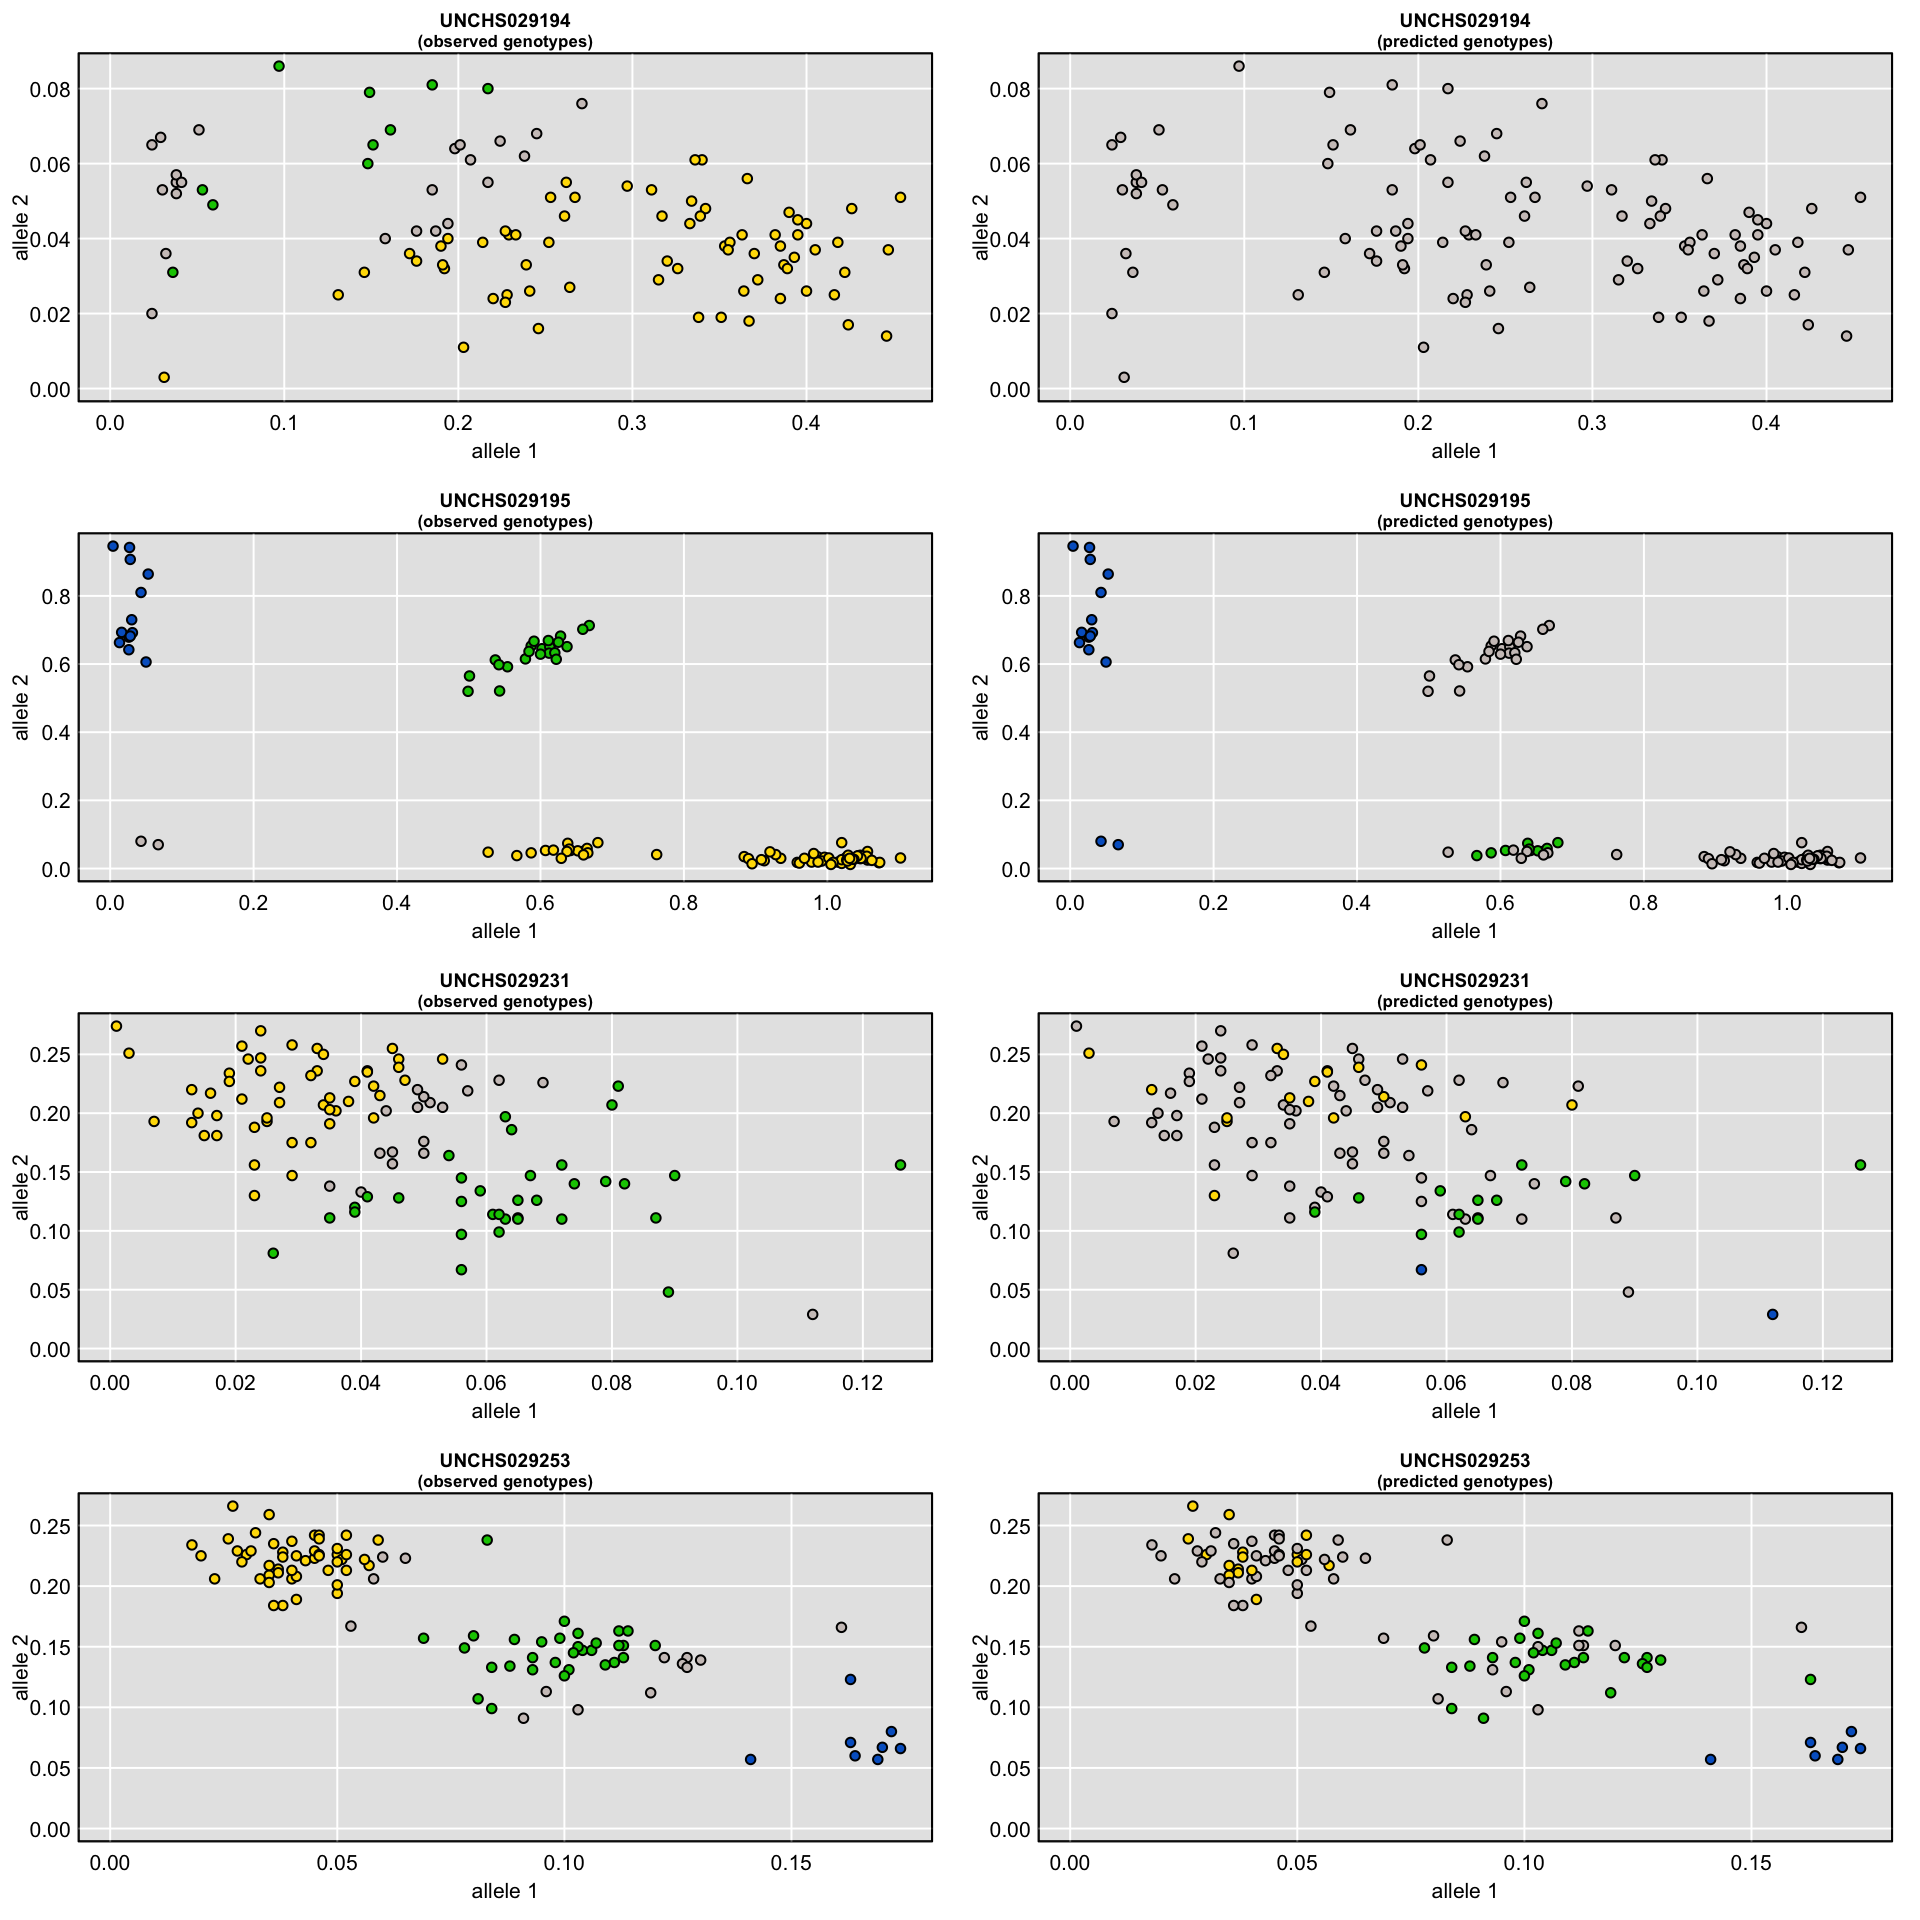 UNCHS029194
(observed genotypes)
allele 2
0.08
0.06
0.04
0.02
0.00
0.0 0.1 0.2 0.3 0.4
allele 1
UNCHS029194
(predicted genotypes)
allele 2
0.08
0.06
0.04
0.02
0.00
0.0 0.1 0.2 0.3 0.4
allele 1
UNCHS029195
(observed genotypes)
allele 2
0.8
0.6
0.4
0.2
0.0
0.0 0.2 0.4 0.6 0.8 1.0
allele 1
UNCHS029195
(predicted genotypes)
allele 2
0.8
0.6
0.4
0.2
0.0
0.0 0.2 0.4 0.6 0.8 1.0
allele 1
UNCHS029231
(observed genotypes)
allele 2
0.25
0.20
0.15
0.10
0.05
0.00
0.00 0.02 0.04 0.06 0.08 0.10 0.12
allele 1
UNCHS029231
(predicted genotypes)
allele 2
0.25
0.20
0.15
0.10
0.05
0.00
0.00 0.02 0.04 0.06 0.08 0.10 0.12
allele 1
UNCHS029253
(observed genotypes)
allele 2
0.25
0.20
0.15
0.10
0.05
0.00
0.00 0.05 0.10 0.15
allele 1
UNCHS029253
(predicted genotypes)
allele 2
0.25
0.20
0.15
0.10
0.05
0.00
0.00 0.05 0.10 0.15
allele 1